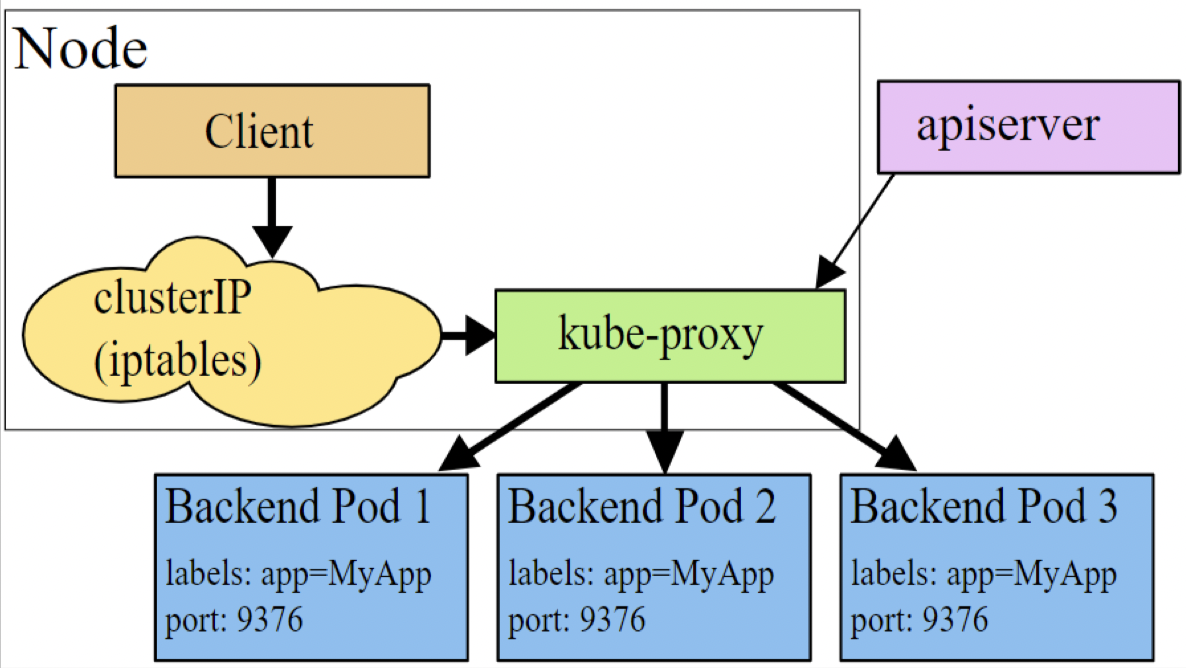 Node
Client
apiserver
clusterIP
(iptables)
kube-proxy
Backend Pod 1
labels: app=MyApp
port: 9376
Backend Pod 2
labels: app=MyApp
port: 9376
Backend Pod 3
labels: app=MyApp
port: 9376